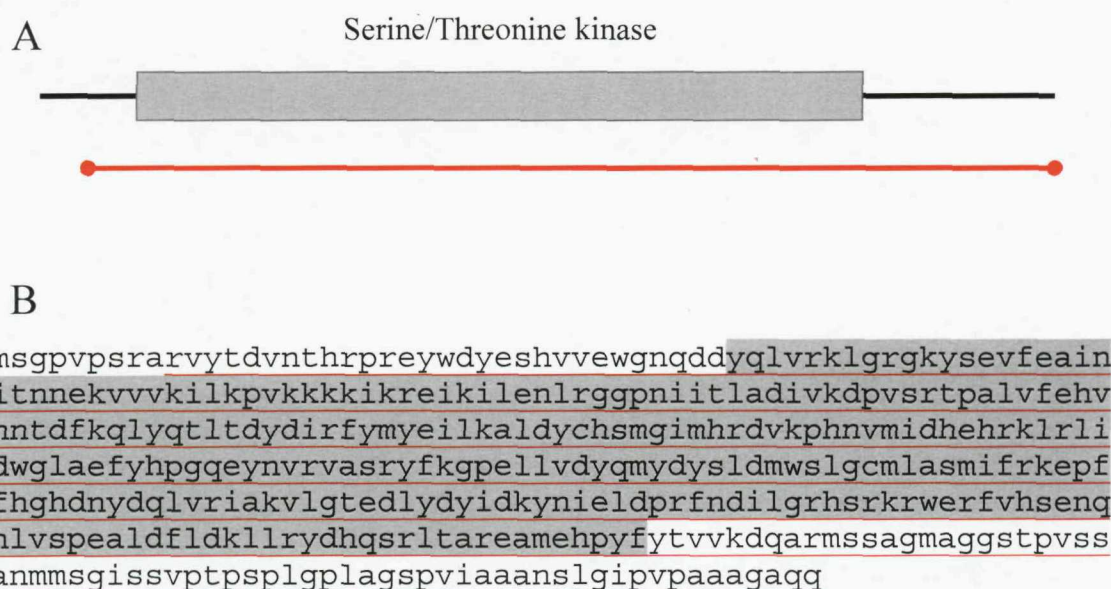 A
Serine/Threonine kinase
B
msgpvpsrarvytdvnthrpreywdyeshvvewgnqddyqlvrklgrgkysevfeain
itnnekvvvkilkpvkkkkikreikilenlrggpniitladivkdpvsrtpalvfehv
nntdfkqlyqtltdydirfymyeilkaldychsmgimhrdvkphnvmidhehrklrli
dwglaefyhpgqeynvrvasryfkgpellvdyqmydysldmwslgcmlasmifrkepf
fhghdnydqlvriakvlgtedlydyidkynieldprfndilgrhsrkrwerfvhsenq
hlvspealdfldkllrydhqsrltareamehpyfytvvkdqarmssagmaggstpvss
anmmsgissvptpsplgplagspviaaanslgipvpaaagaqq